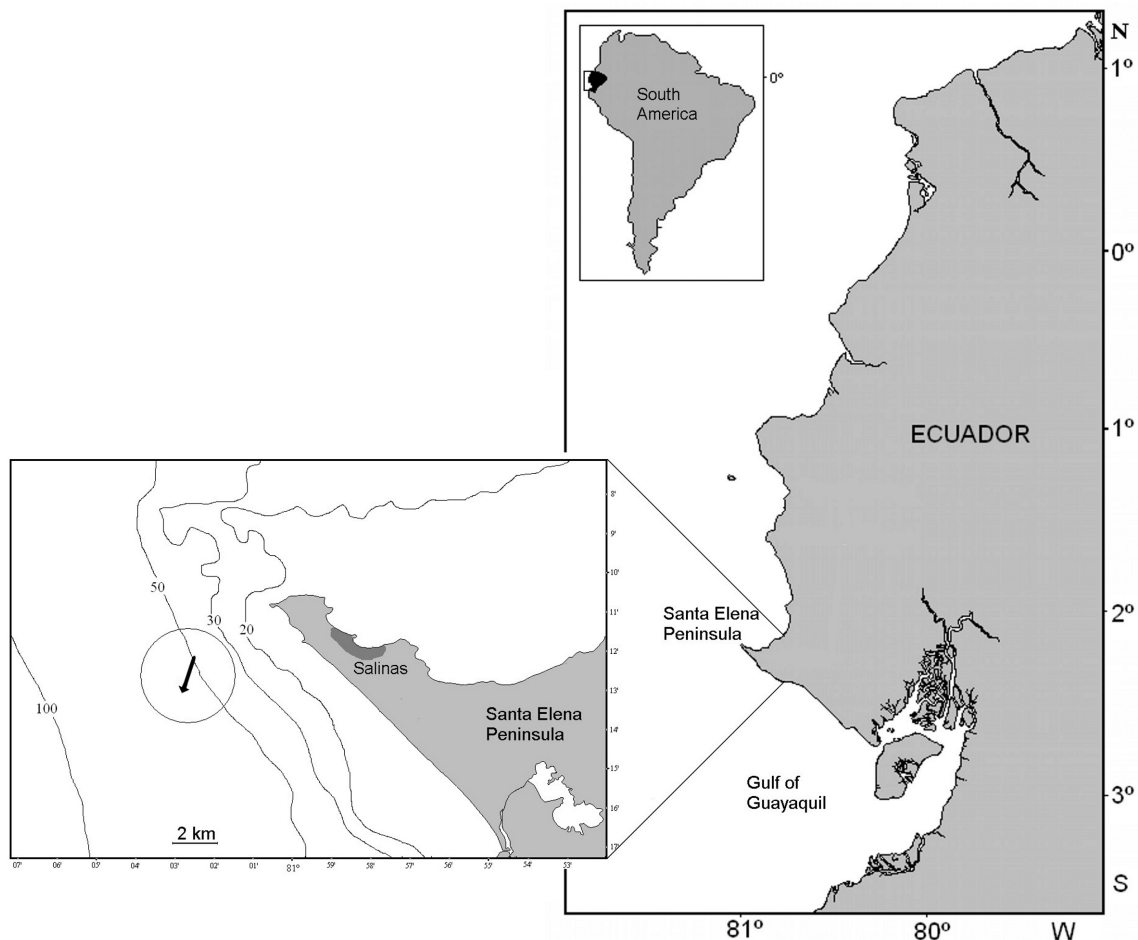 N
1º
0º
South
America
0º
ECUADOR
1º
2º
Santa Elena
Peninsula
Gulf of
Guayaquil
3º
S
81º
80º
W
8'
9'
10'
11'
12'
13'
14'
15'
16'
17'
50
30
20
100
Salinas
Santa Elena
Peninsula
2 km
07'
06'
05'
04'
03'
02'
01'
81º
59'
58'
57'
56'
55'
54'
53'